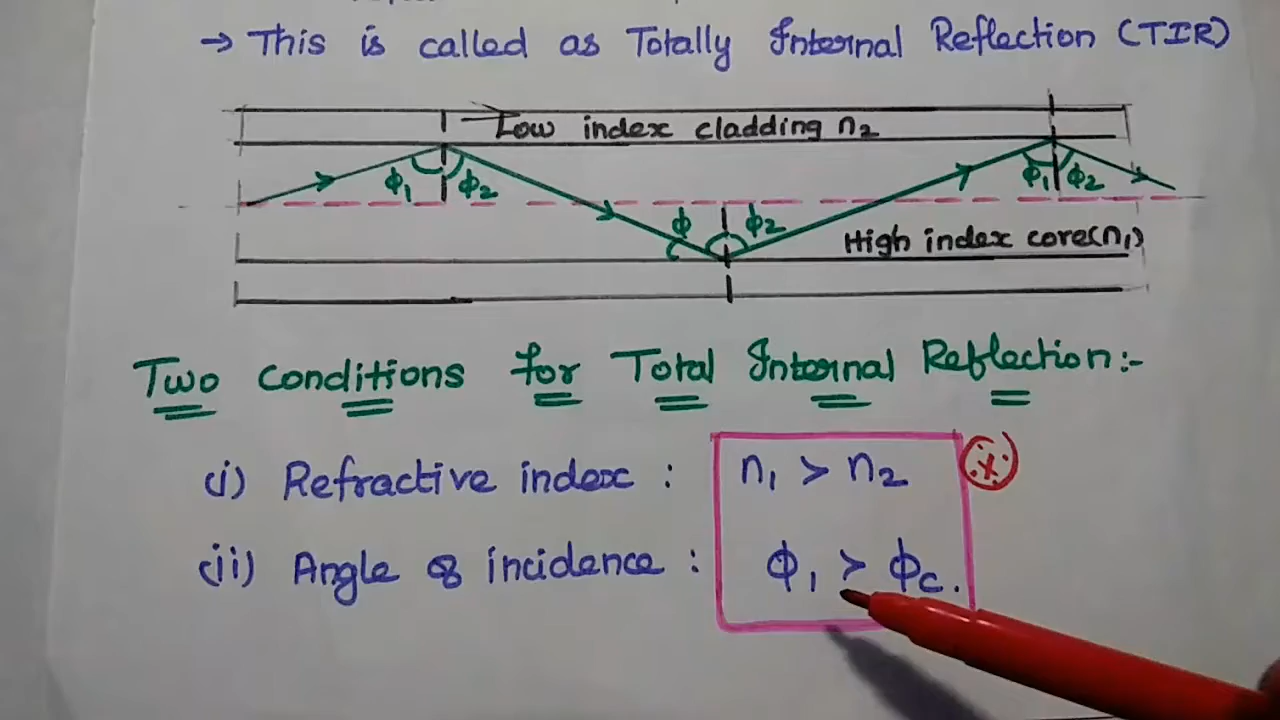 → This is called as Totally Internal Reflection (TIR)
Low index cladding n₂
ϕ₁ ϕ₂ ϕ ϕ₂ ϕ₁ ϕ₂
High index core(n₁)
Two conditions for Total Internal Reflection:-
(i) Refractive index : n₁ > n₂
(ii) Angle of incidence : ϕ₁ > ϕc.